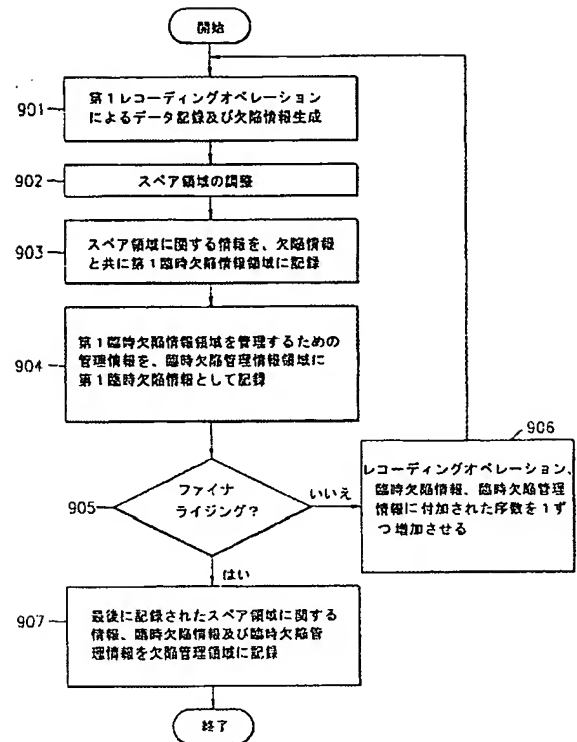 開始
901
第1レコーディングオペレーション
によるデータ記録及び欠陥情報生成
902
スペア領域の調整
903
スペア領域に関する情報を、欠陥情報
と共に第1臨時欠陥情報領域に記録
904
第1臨時欠陥情報領域を管理するための
管理情報を、臨時欠陥管理情報領域に
第1臨時欠陥情報として記録
905
ファイナ
ライジング?
いいえ
906
レコーディングオペレーション、
臨時欠陥情報、臨時欠陥管理
情報に付加された序数を1ず
つ増加させる
はい
907
最後に記録されたスペア領域に関する
情報、臨時欠陥情報及び臨時欠陥管
理情報を欠陥管理領域に記録
終了